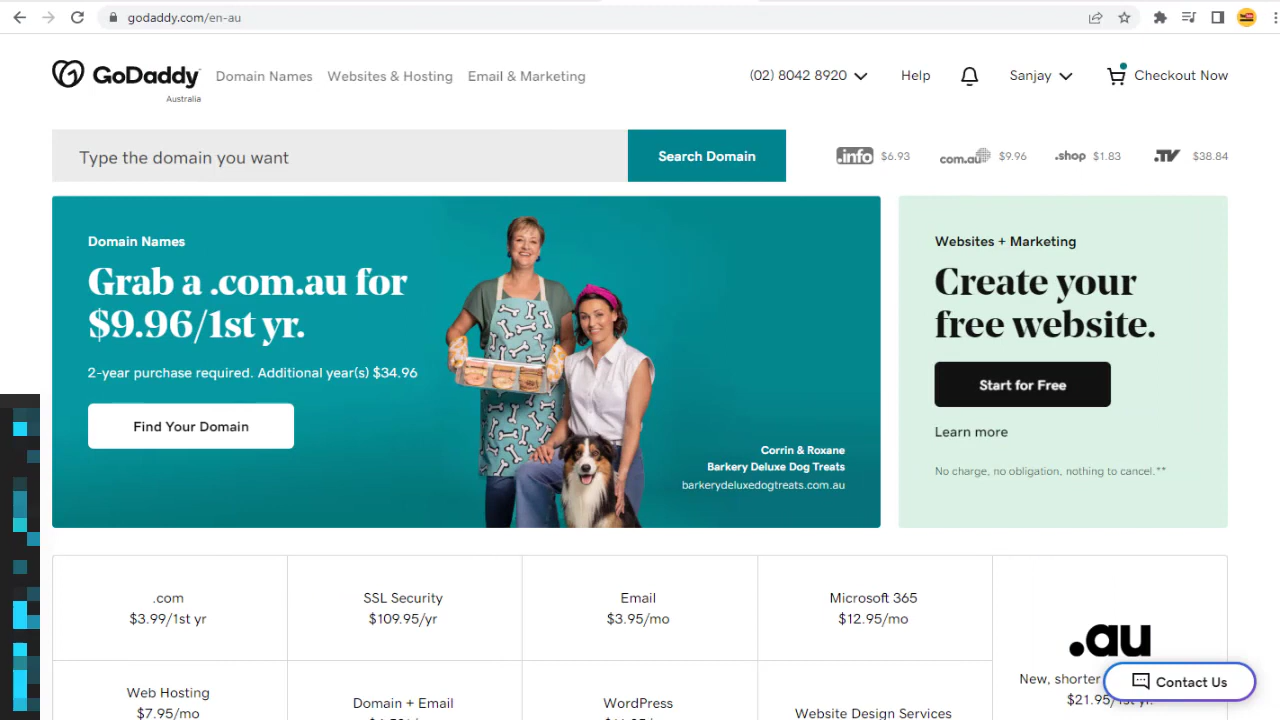 godaddy.com/en-au
GoDaddy
Australia
Domain Names
Websites & Hosting
Email & Marketing
(02) 8042 8920
Help
Sanjay
Checkout Now
Type the domain you want
Search Domain
.info $6.93
com.au $9.96
.shop $1.83
.TV $38.84
Domain Names
Grab a .com.au for
$9.96/1st yr.
2-year purchase required. Additional year(s) $34.96
Find Your Domain
Corrin & Roxane
Barkery Deluxe Dog Treats
barkerydeluxedogtreats.com.au
Websites + Marketing
Create your
free website.
Start for Free
Learn more
No charge, no obligation, nothing to cancel.**
.com
$3.99/1st yr
SSL Security
$109.95/yr
Email
$3.95/mo
Microsoft 365
$12.95/mo
.au
New, shorter
$21.95/1st yr.
Contact Us
Web Hosting
$7.95/mo
Domain + Email
WordPress
Website Design Services